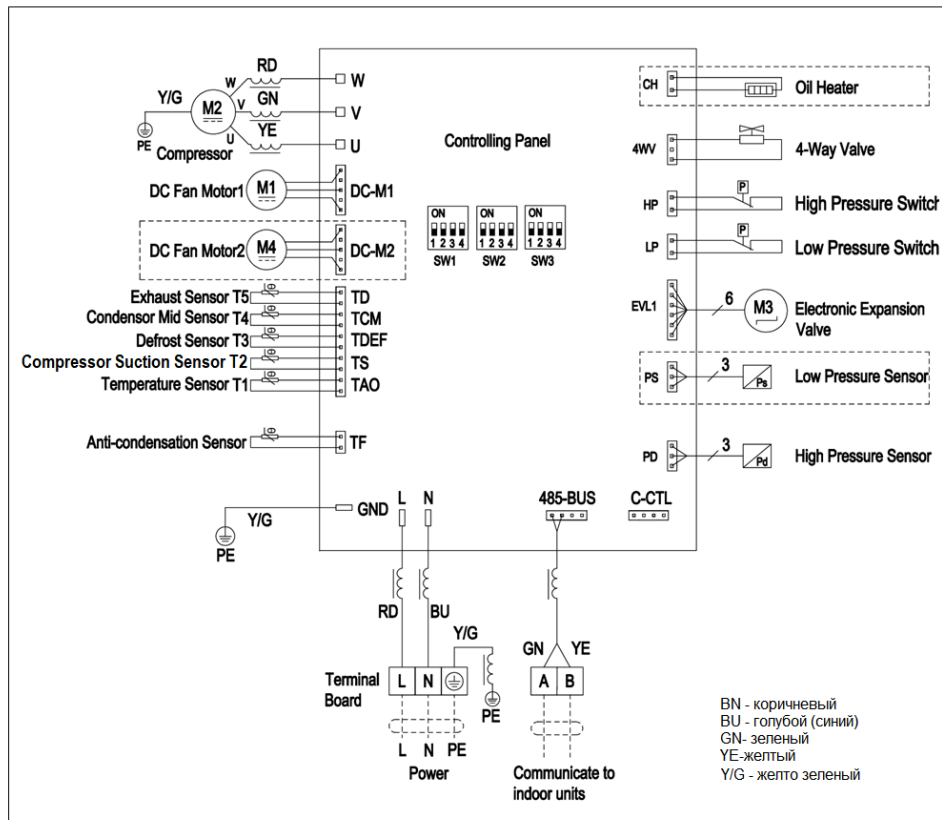 RD
W
W
Y/G
M2
V
GN
V
YE
PE
U
U
Compressor
Controlling Panel
DC Fan Motor1
M1
DC-M1
DC Fan Motor2
M4
DC-M2
ON
1 2 3 4
SW1
ON
1 2 3 4
SW2
ON
1 2 3 4
SW3
Exhaust Sensor T5
TD
Condensor Mid Sensor T4
TCM
Defrost Sensor T3
TDEF
Compressor Suction Sensor T2
TS
Temperature Sensor T1
TAO
Anti-condensation Sensor
TF
CH
Oil Heater
4WV
4-Way Valve
HP
P
High Pressure Switch
LP
P
Low Pressure Switch
EVL1
6
M3
Electronic Expansion
Valve
PS
3
Ps
Low Pressure Sensor
PD
3
Pd
High Pressure Sensor
GND
Y/G
PE
L
N
485-BUS
C-CTL
RD
BU
Y/G
GN
YE
Terminal
Board
L
N
PE
A
B
L
N
PE
Power
Communicate to
indoor units
BN - коричневый
BU - голубой (синий)
GN- зеленый
YE-желтый
Y/G - желто зеленый